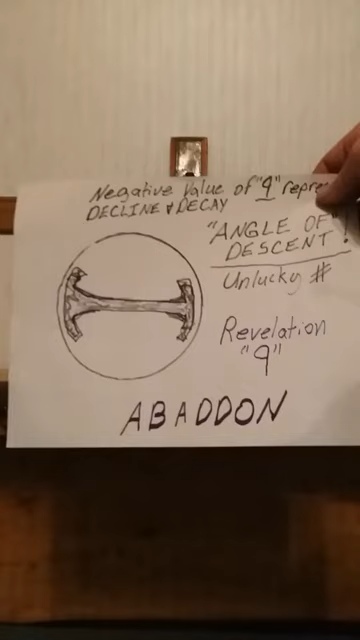 Negative Value of "9" repre
DECLINE & DECAY
"ANGLE OF
DESCENT"!
Unlucky #
Revelation
"9"
ABADDON